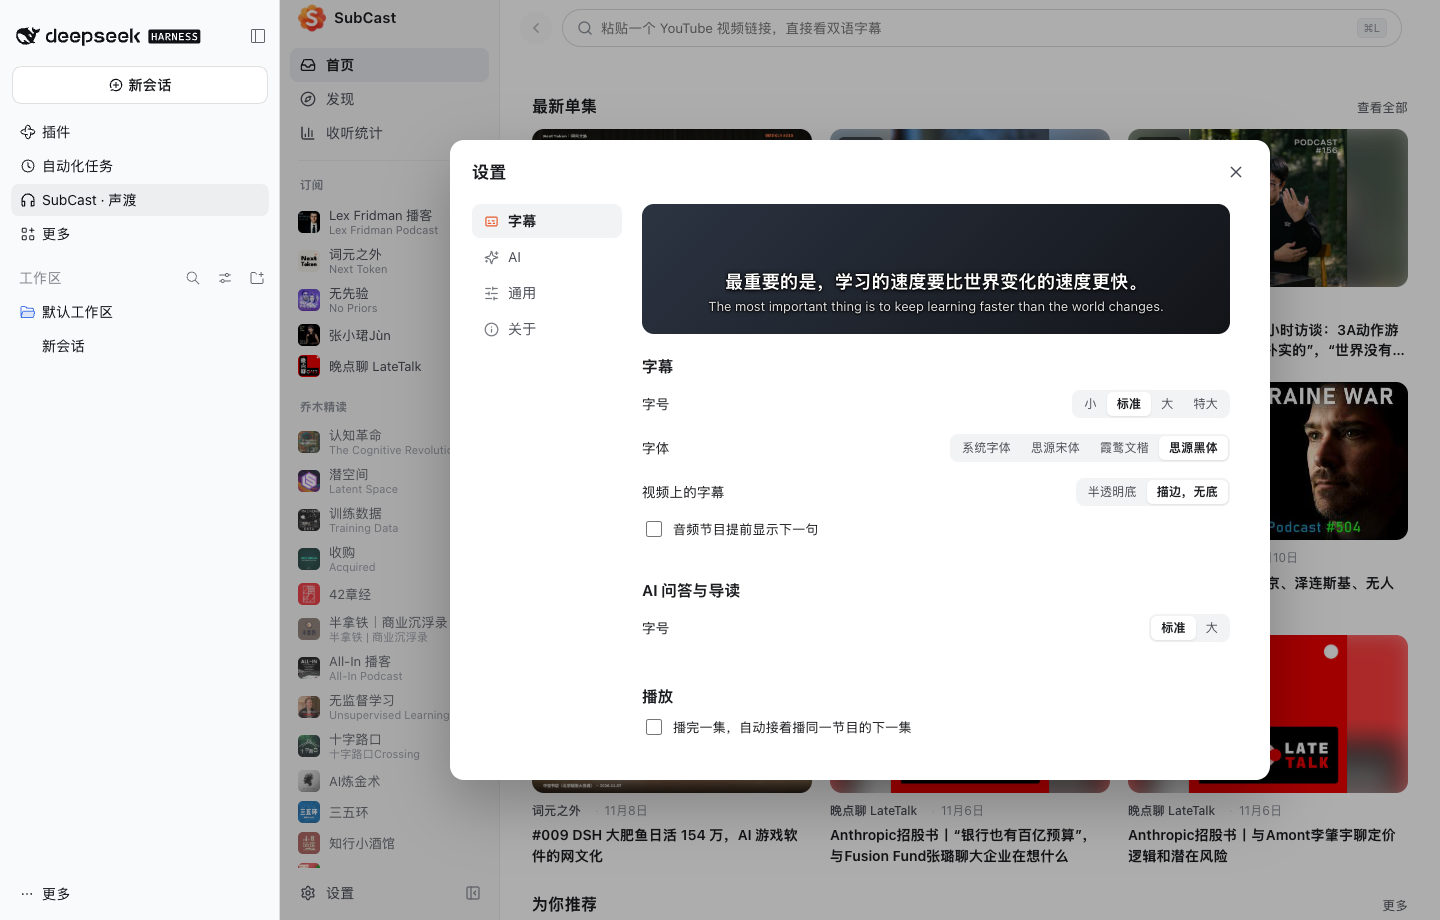 deepseek HARNESS
新会话
插件
自动化任务
SubCast · 声渡
更多
工作区
默认工作区
新会话
更多
SubCast
首页
发现
收听统计
订阅
Lex Fridman 播客
Lex Fridman Podcast
词元之外
Next Token
无先验
No Priors
张小珺Jùn
晚点聊 LateTalk
乔木精读
认知革命
The Cognitive Revolutio
潜空间
Latent Space
训练数据
Training Data
收购
Acquired
42章经
半拿铁｜商业沉浮录
半拿铁 | 商业沉浮录
All-In 播客
All-In Podcast
无监督学习
Unsupervised Learning
十字路口
十字路口Crossing
AI炼金术
三五环
知行小酒馆
设置
粘贴一个 YouTube 视频链接，直接看双语字幕
⌘L
最新单集
查看全部
PODCAST
#156
设置
字幕
AI
通用
关于
最重要的是，学习的速度要比世界变化的速度更快。
The most important thing is to keep learning faster than the world changes.
字幕
字号
小 标准 大 特大
字体
系统字体 思源宋体 霞鹜文楷 思源黑体
视频上的字幕
半透明底 描边，无底
音频节目提前显示下一句
AI 问答与导读
字号
标准 大
播放
播完一集，自动接着播同一节目的下一集
小时访谈：3A动作游
朴实的”，“世界没有...
RAINE WAR
Podcast #504
10日
京、泽连斯基、无人
LATE
TALK
词元之外 · 11月8日
#009 DSH 大肥鱼日活 154 万，AI 游戏软
件的网文化
晚点聊 LateTalk · 11月6日
Anthropic招股书丨“银行也有百亿预算”，
与Fusion Fund张璐聊大企业在想什么
晚点聊 LateTalk · 11月6日
Anthropic招股书丨与Amont李肇宇聊定价
逻辑和潜在风险
为你推荐
更多